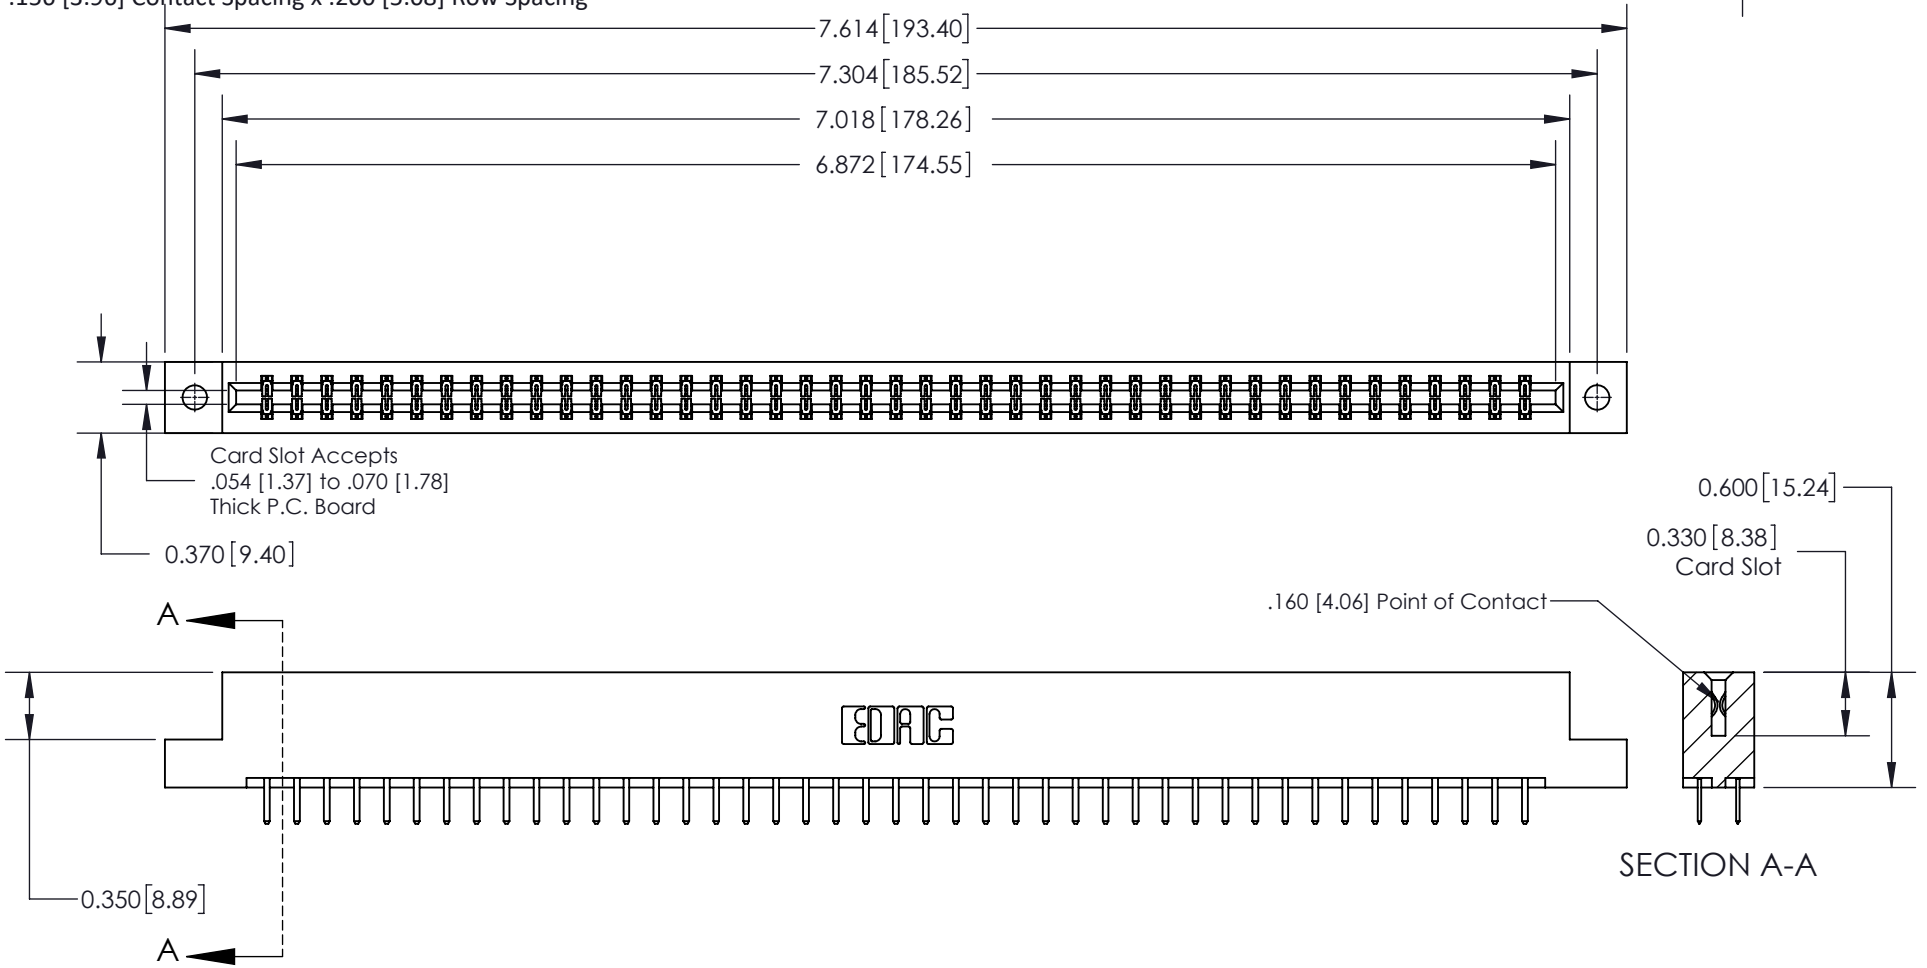 .156 [3.96] Contact Spacing x .200 [5.08] Row Spacing
7.614[193.40]
7.304[185.52]
7.018[178.26]
6.872[174.55]
Card Slot Accepts
.054 [1.37] to .070 [1.78]
Thick P.C. Board
0.370[9.40]
0.600[15.24]
0.330[8.38]
Card Slot
.160 [4.06] Point of Contact
A
EDAC
SECTION A-A
0.350[8.89]
A